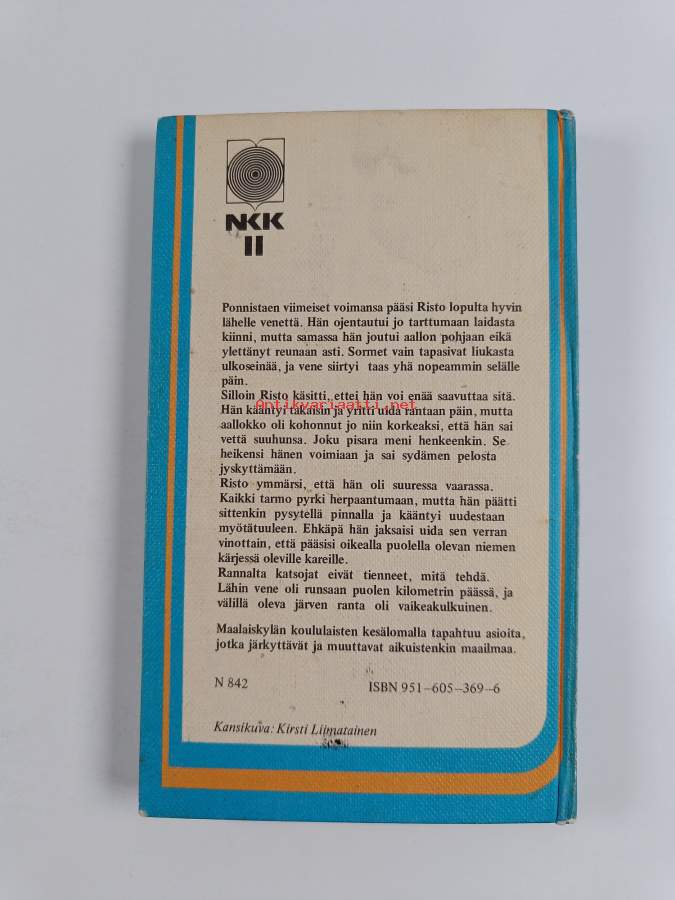 NKK
II
Ponnistaen viimeiset voimansa pääsi Risto lopulta hyvin
lähelle venettä. Hän ojentautui jo tarttumaan laidasta
kiinni, mutta samassa hän joutui aallon pohjaan eikä
ylettänyt reunaan asti. Sormet vain tapasivat liukasta
ulkoseinää, ja vene siirtyi taas yhä nopeammin selälle
päin.
Silloin Risto käsitti, ettei hän voi enää saavuttaa sitä.
Antikvariaatti.net
Hän kääntyi takaisin ja yritti uida rantaan päin, mutta
aallokko oli kohonnut jo niin korkeaksi, että hän sai
vettä suuhunsa. Joku pisara meni henkeenkin. Se
heikensi hänen voimiaan ja sai sydämen pelosta
jyskyttämään.
Risto ymmärsi, että hän oli suuressa vaarassa.
Kaikki tarmo pyrki herpaantumaan, mutta hän päätti
sittenkin pysytellä pinnalla ja kääntyi uudestaan
myötätuuleen. Ehkäpä hän jaksaisi uida sen verran
vinottain, että pääsisi oikealla puolella olevan niemen
kärjessä oleville kareille.
Rannalta katsojat eivät tienneet, mitä tehdä.
Lähin vene oli runsaan puolen kilometrin päässä, ja
välillä oleva järven ranta oli vaikeakulkuinen.
Maalaiskylän koululaisten kesälomalla tapahtuu asioita,
jotka järkyttävät ja muuttavat aikuistenkin maailmaa.
N 842 ISBN 951-605-369-6
Kansikuva: Kirsti Liimatainen